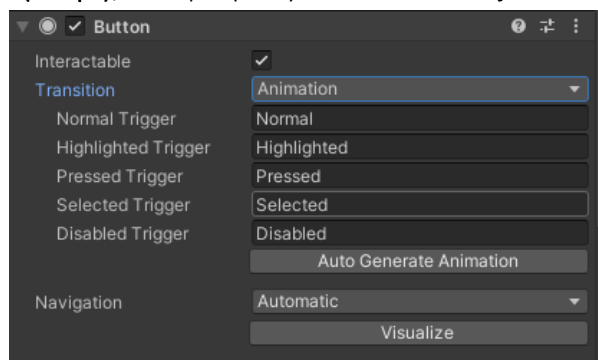 Button
Interactable
Transition Animation
Normal Trigger Normal
Highlighted Trigger Highlighted
Pressed Trigger Pressed
Selected Trigger Selected
Disabled Trigger Disabled
Auto Generate Animation
Navigation Automatic
Visualize